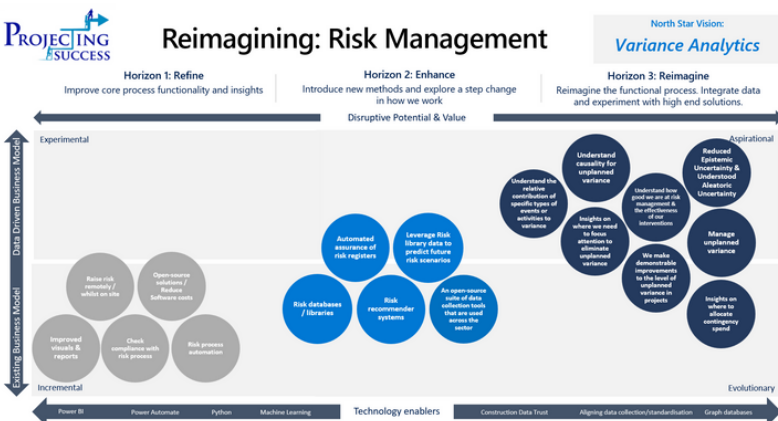 PROJECTING
SUCCESS
Reimagining: Risk Management
North Star Vision:
Variance Analytics
Horizon 1: Refine
Improve core process functionality and insights
Horizon 2: Enhance
Introduce new methods and explore a step change
in how we work
Horizon 3: Reimagine
Reimagine the functional process. Integrate data
and experiment with high end solutions.
Disruptive Potential & Value
Data Driven Business Model
Existing Business Model
Experimental
Aspirational
Incremental
Evolutionary
Raise risk
remotely /
whilst on site
Open-source
solutions /
Reduce
Software costs
Improved
visuals &
reports
Check
compliance with
risk process
Risk process
automation
Automated
assurance of
risk registers
Leverage Risk
library data to
predict future
risk scenarios
Risk databases
/ libraries
Risk
recommender
systems
An open-source
suite of data
collection tools
that are used
across the
sector
Understand the
relative
contribution of
specific types of
events or
activities to
variance
Understand
causality for
unplanned
variance
Insights on
where we need
to focus
attention to
eliminate
unplanned
variance
Understand how
good we are at risk
management &
the effectiveness
of our
interventions
We make
demonstrable
improvements
to the level of
unplanned
variance in
projects
Reduced
Epistemic
Uncertainty &
Understood
Aleatoric
Uncertainty
Manage
unplanned
variance
Insights on
where to
allocate
contingency
spend
Power BI
Power Automate
Python
Machine Learning
Technology enablers
Construction Data Trust
Aligning data collection/standardisation
Graph databases